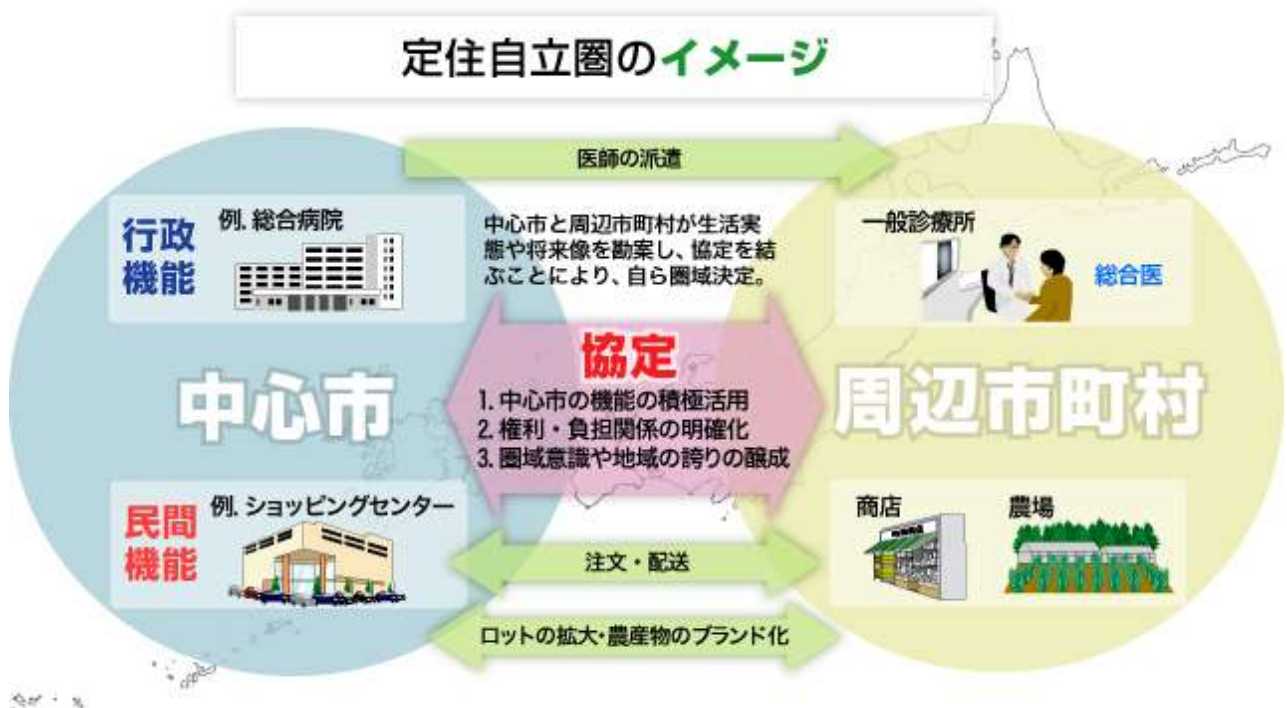 定住自立圏のイメージ
医師の派遣
行政
機能
例. 総合病院
中心市と周辺市町村が生活実
態や将来像を勘案し、協定を結
ぶことにより、自ら圏域決定。
一般診療所
総合医
中心市
協定
1. 中心市の機能の積極活用
2. 権利・負担関係の明確化
3. 圏域意識や地域の誇りの醸成
周辺市町村
民間
機能
例. ショッピングセンター
商店
農場
注文・配送
ロットの拡大・農産物のブランド化